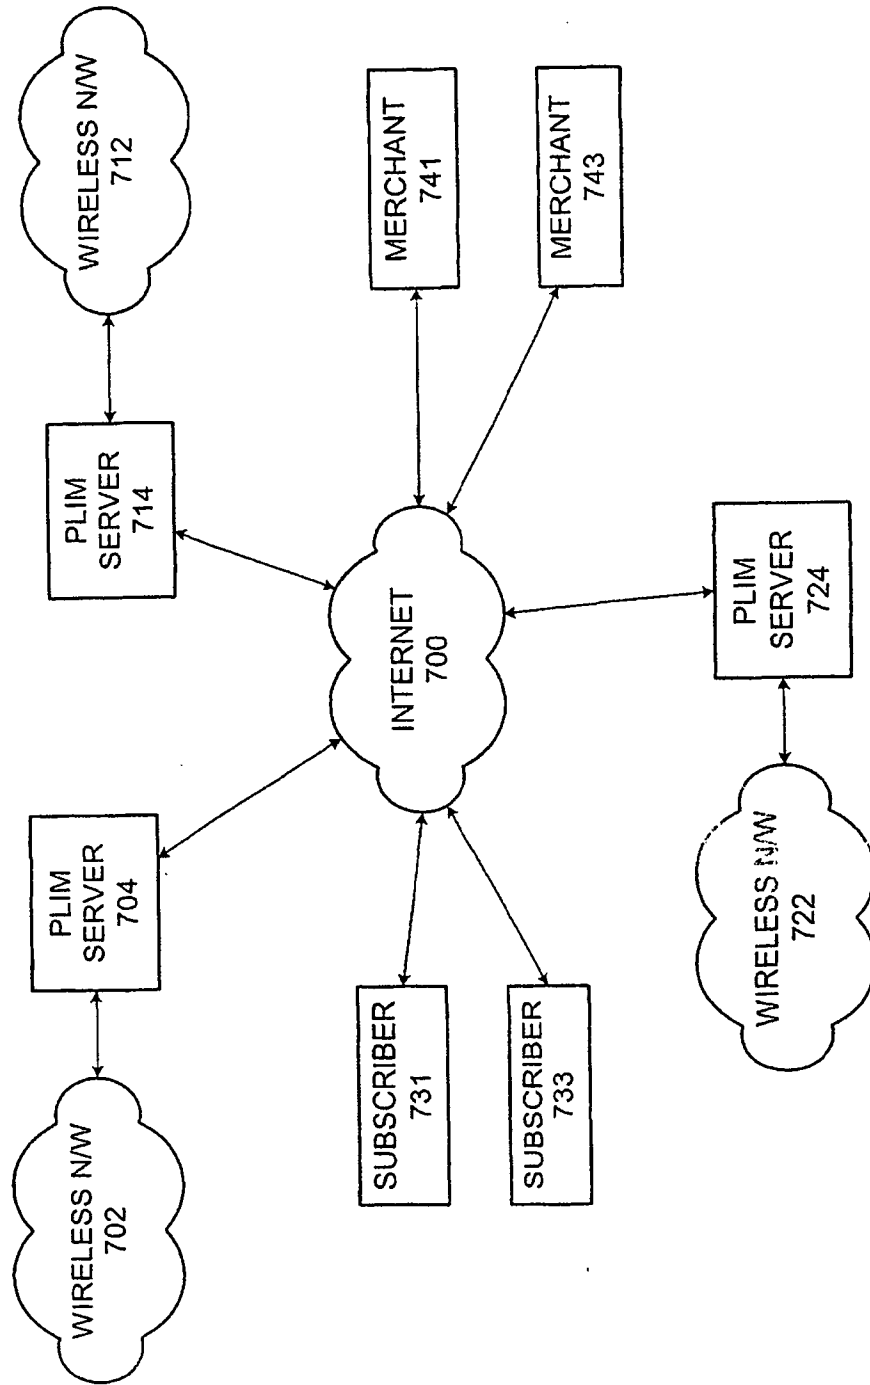 WIRELESS N/W
702
PLIM
SERVER
704
PLIM
SERVER
714
WIRELESS N/W
712
SUBSCRIBER
731
SUBSCRIBER
733
INTERNET
700
MERCHANT
741
MERCHANT
743
WIRELESS N/W
722
PLIM
SERVER
724